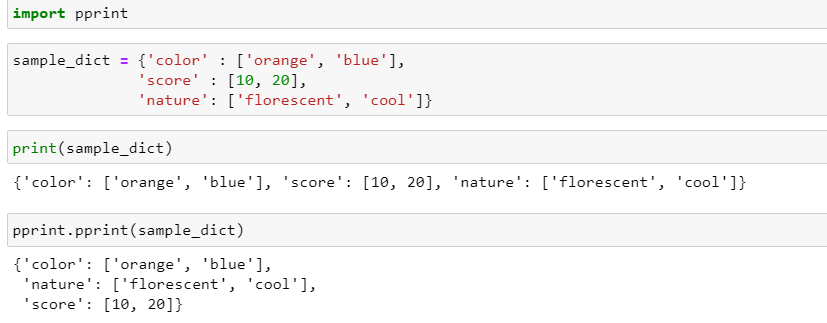 import pprint
sample_dict = {'color' : ['orange', 'blue'],
              'score' : [10, 20],
              'nature': ['florescent', 'cool']}
print(sample_dict)
{'color': ['orange', 'blue'], 'score': [10, 20], 'nature': ['florescent', 'cool']}
pprint.pprint(sample_dict)
{'color': ['orange', 'blue'],
 'nature': ['florescent', 'cool'],
 'score': [10, 20]}